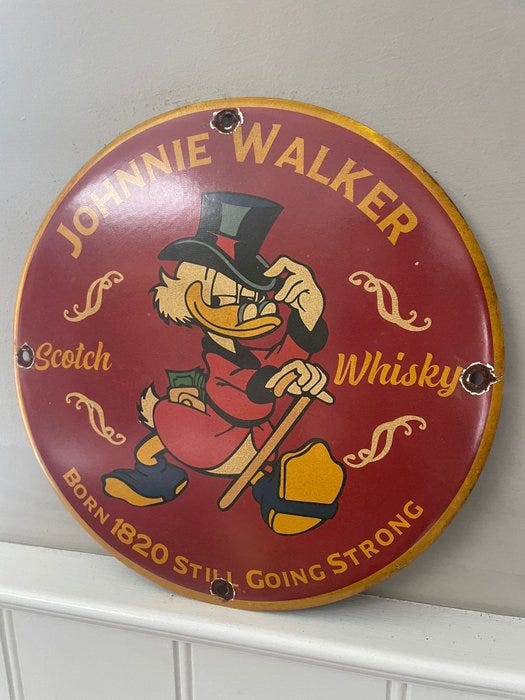 JOHNNIE WALKER
Scotch Whisky
BORN 1820 STILL GOING STRONG